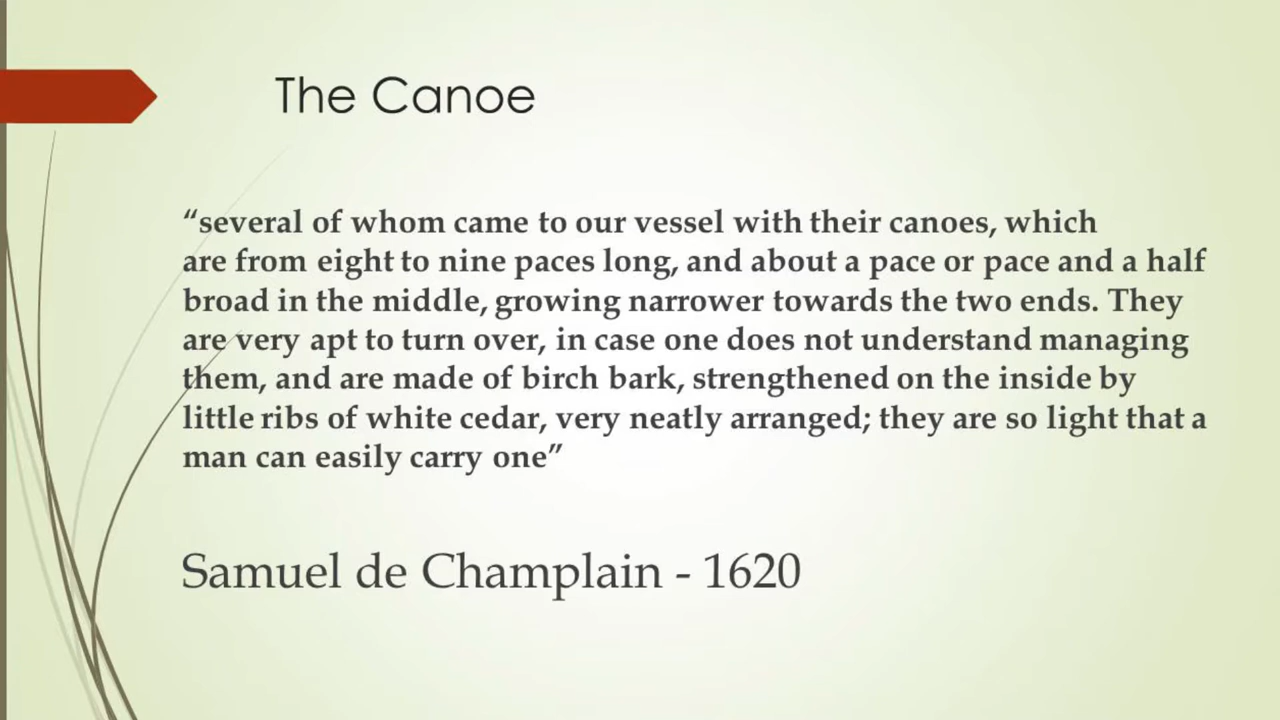 The Canoe
“several of whom came to our vessel with their canoes, which
are from eight to nine paces long, and about a pace or pace and a half
broad in the middle, growing narrower towards the two ends. They
are very apt to turn over, in case one does not understand managing
them, and are made of birch bark, strengthened on the inside by
little ribs of white cedar, very neatly arranged; they are so light that a
man can easily carry one”
Samuel de Champlain - 1620